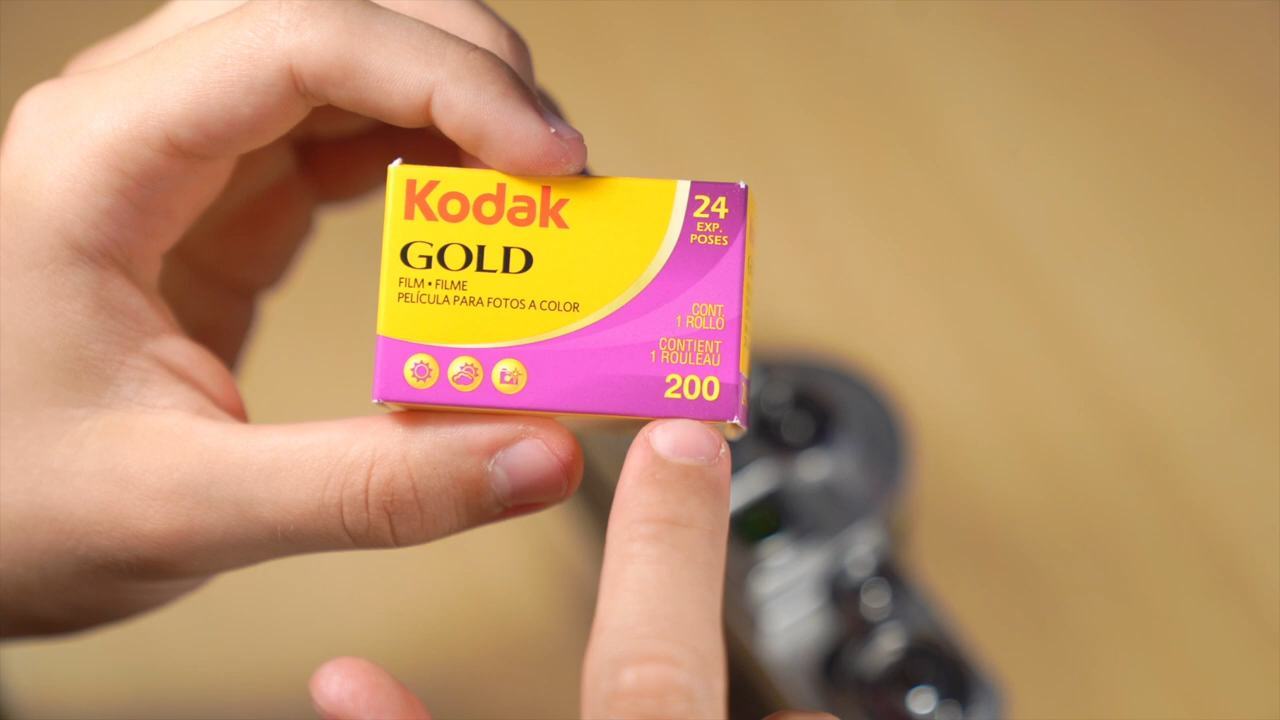 Kodak
GOLD
FILM • FILME
PELÍCULA PARA FOTOS A COLOR
24
EXP.
POSES
CONT.
1 ROLLO
CONTIENT
1 ROULEAU
200